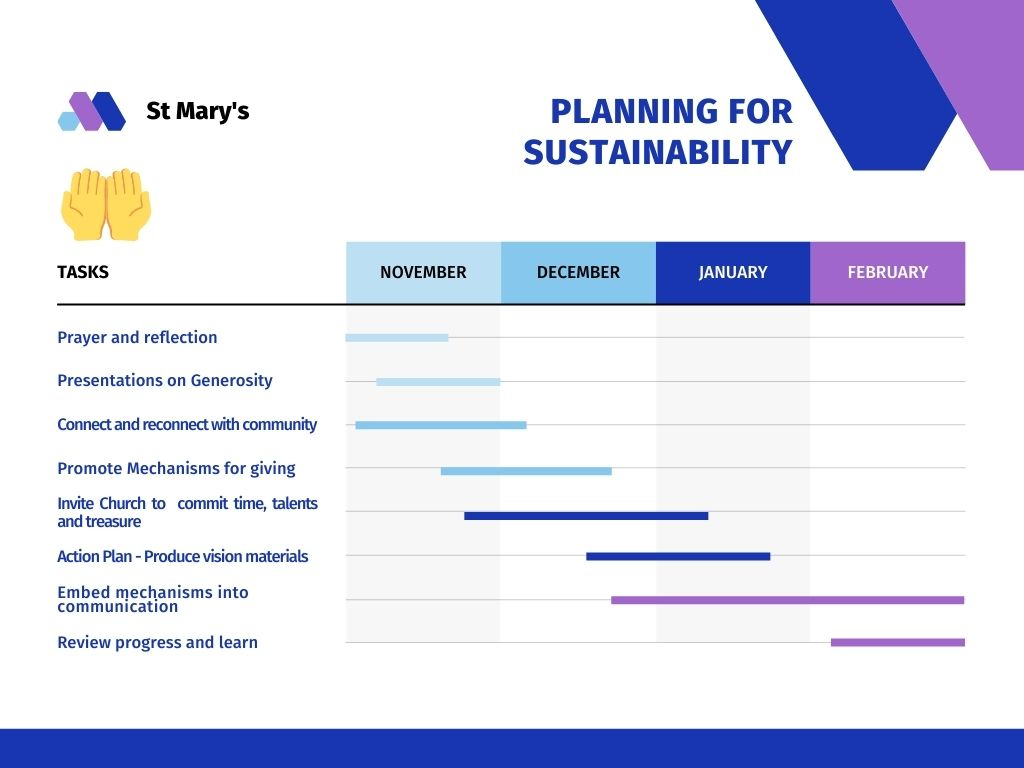 St Mary's
PLANNING FOR
SUSTAINABILITY
TASKS
NOVEMBER
DECEMBER
JANUARY
FEBRUARY
Prayer and reflection
Presentations on Generosity
Connect and reconnect with community
Promote Mechanisms for giving
Invite Church to commit time, talents
and treasure
Action Plan - Produce vision materials
Embed mechanisms into
communication
Review progress and learn